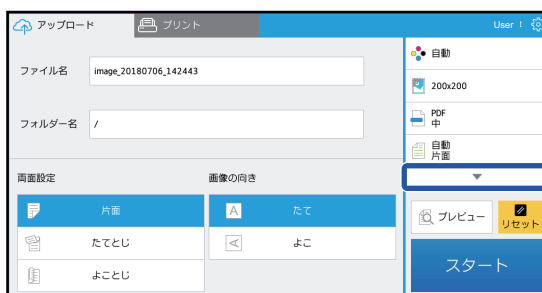 アップロード
プリント
User :
ファイル名
image_20180706_142443
フォルダー名
/
両面設定
画像の向き
片面
たてとじ
よことじ
A
たて
A
よこ
自動
200x200
PDF
中
自動
片面
プレビュー
リセット
スタート